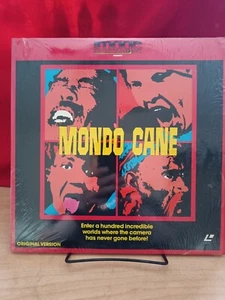 MONDO CANE
Enter a hundred incredible
worlds where the camera
has never gone before!
ORIGINAL VERSION